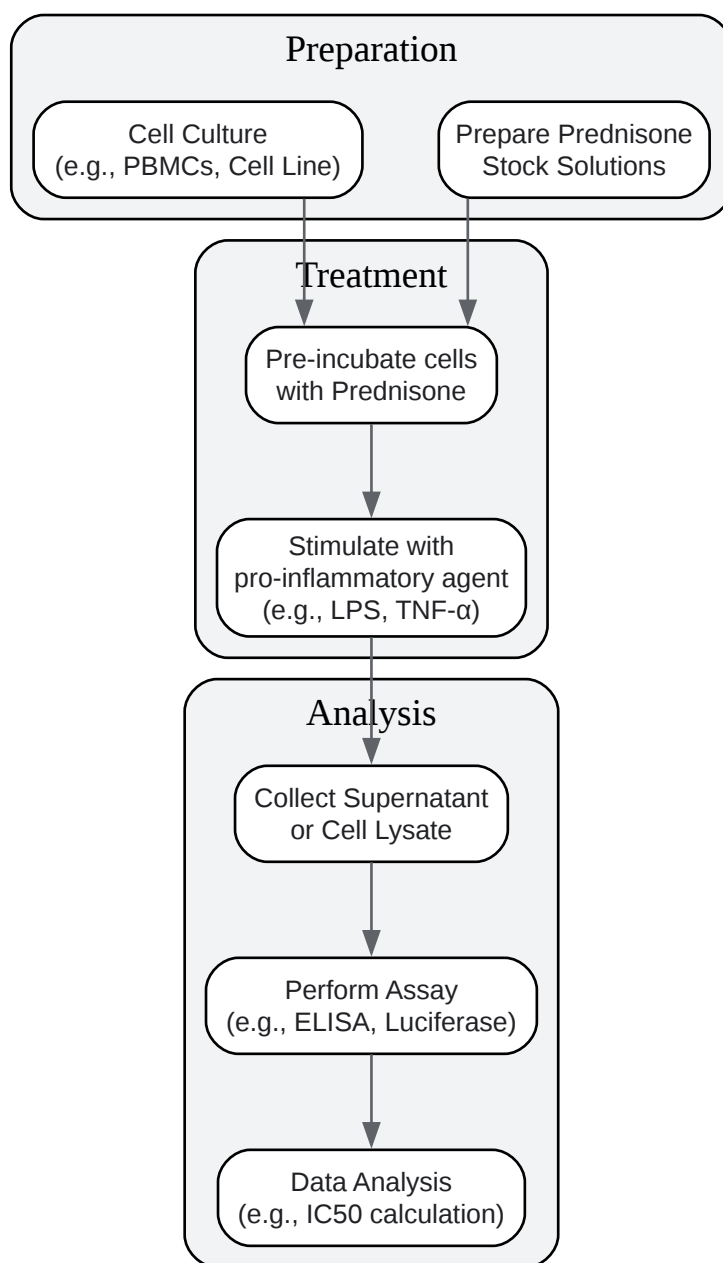 Preparation
Cell Culture
(e.g., PBMCs, Cell Line)
Prepare Prednisone
Stock Solutions
Treatment
Pre-incubate cells
with Prednisone
Stimulate with
pro-inflammatory agent
(e.g., LPS, TNF-α)
Analysis
Collect Supernatant
or Cell Lysate
Perform Assay
(e.g., ELISA, Luciferase)
Data Analysis
(e.g., IC50 calculation)